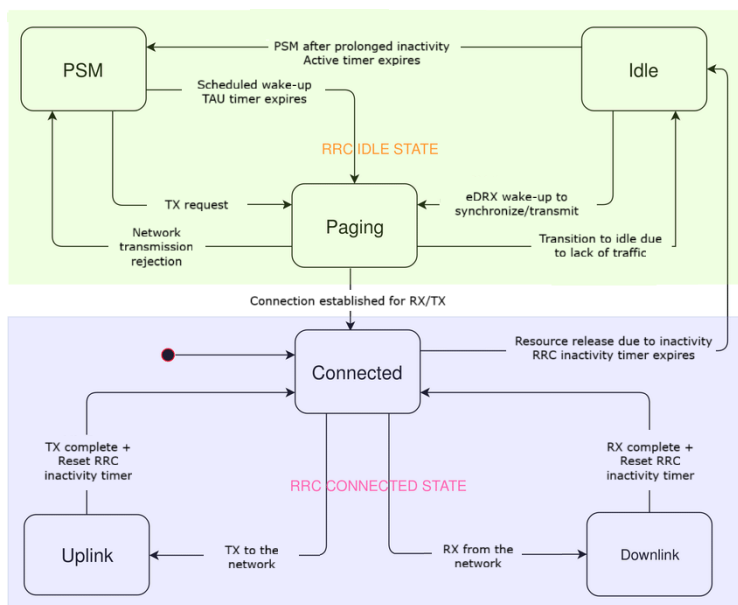 PSM
PSM after prolonged inactivity
Active timer expires
Idle
Scheduled wake-up
TAU timer expires
RRC IDLE STATE
TX request
eDRX wake-up to
synchronize/transmit
Paging
Network
transmission
rejection
Transition to idle due
to lack of traffic
Connection established for RX/TX
Connected
Resource release due to inactivity
RRC inactivity timer expires
TX complete +
Reset RRC
inactivity timer
RX complete +
Reset RRC
inactivity timer
RRC CONNECTED STATE
Uplink
TX to the
network
RX from the
network
Downlink